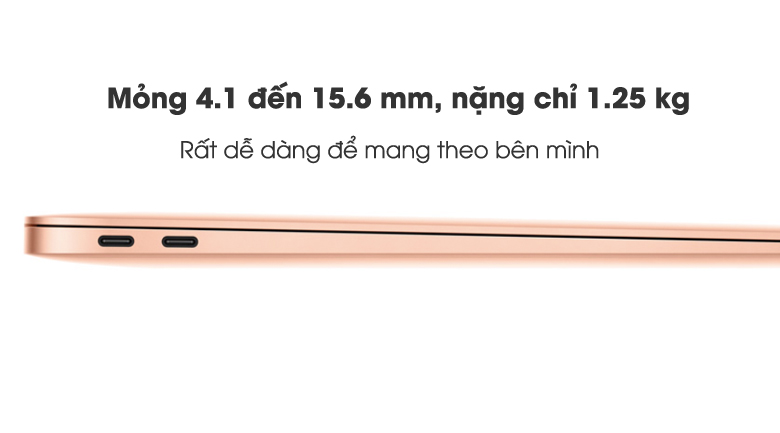 Mỏng 4.1 đến 15.6 mm, nặng chỉ 1.25 kg
Rất dễ dàng để mang theo bên mình